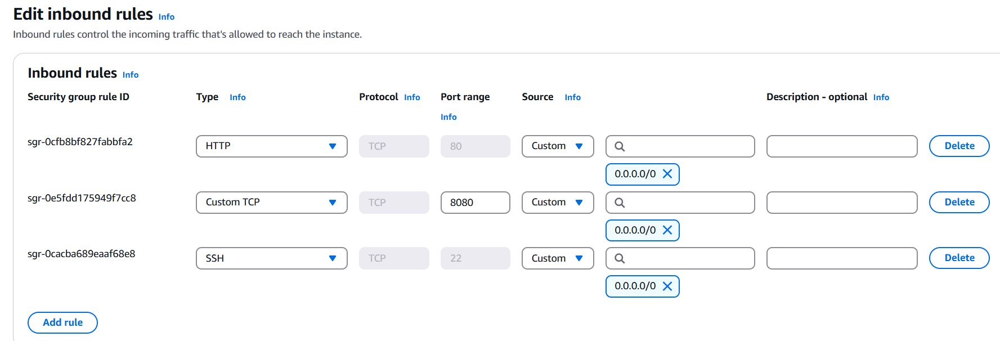 Edit inbound rules Info
Inbound rules control the incoming traffic that's allowed to reach the instance.
Inbound rules Info
Security group rule ID Type Info Protocol Info Port range Info Source Info Description - optional Info
sgr-0cfb8bf827fabbfa2 HTTP TCP 80 Custom Delete
0.0.0.0/0
sgr-0e5fdd175949f7cc8 Custom TCP TCP 8080 Custom Delete
0.0.0.0/0
sgr-0cacba689eaaf68e8 SSH TCP 22 Custom Delete
0.0.0.0/0
Add rule